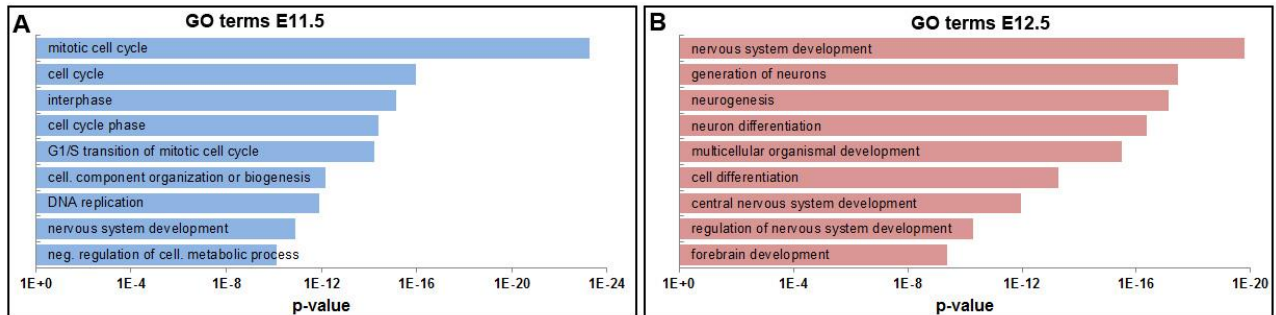 A
GO terms E11.5
mitotic cell cycle
cell cycle
interphase
cell cycle phase
G1/S transition of mitotic cell cycle
cell. component organization or biogenesis
DNA replication
nervous system development
neg. regulation of cell. metabolic process
1E+0 1E-4 1E-8 1E-12 1E-16 1E-20 1E-24
p-value
B
GO terms E12.5
nervous system development
generation of neurons
neurogenesis
neuron differentiation
multicellular organismal development
cell differentiation
central nervous system development
regulation of nervous system development
forebrain development
1E+0 1E-4 1E-8 1E-12 1E-16 1E-20
p-value